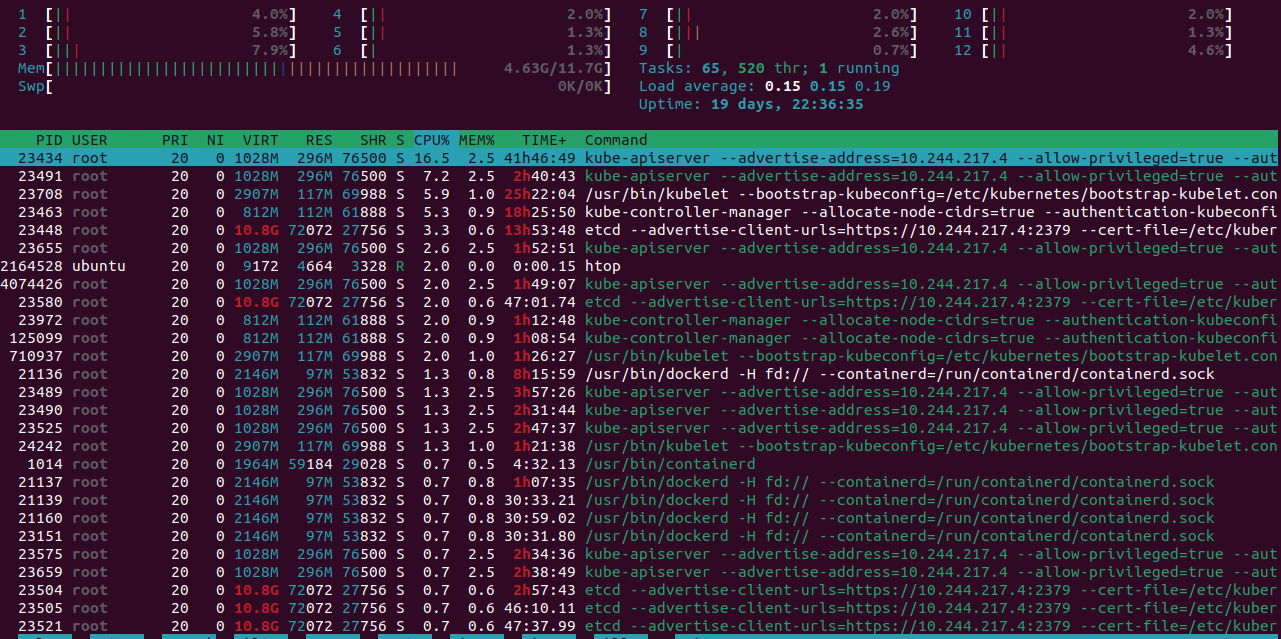 1 [|| 4.0%] 4 [|| 2.0%] 7 [|| 2.0%] 10 [|| 2.0%]
2 [|| 5.8%] 5 [|| 1.3%] 8 [||| 2.6%] 11 [|| 1.3%]
3 [||| 7.9%] 6 [| 1.3%] 9 [| 0.7%] 12 [|| 4.6%]
Mem[||||||||||||||||||||||||||||||||||||||||||||| 4.63G/11.7G] Tasks: 65, 520 thr; 1 running
Swp[ 0K/0K] Load average: 0.15 0.15 0.19
Uptime: 19 days, 22:36:35
PID USER PRI NI VIRT RES SHR S CPU% MEM% TIME+ Command
23434 root 20 0 1028M 296M 76500 S 16.5 2.5 41h46:49 kube-apiserver --advertise-address=10.244.217.4 --allow-privileged=true --aut
23491 root 20 0 1028M 296M 76500 S 7.2 2.5 2h40:43 kube-apiserver --advertise-address=10.244.217.4 --allow-privileged=true --aut
23708 root 20 0 2907M 117M 69988 S 5.9 1.0 25h22:04 /usr/bin/kubelet --bootstrap-kubeconfig=/etc/kubernetes/bootstrap-kubelet.con
23463 root 20 0 812M 112M 61888 S 5.3 0.9 18h25:50 kube-controller-manager --allocate-node-cidrs=true --authentication-kubeconfi
23448 root 20 0 10.8G 72072 27756 S 3.3 0.6 13h53:48 etcd --advertise-client-urls=https://10.244.217.4:2379 --cert-file=/etc/kuber
23655 root 20 0 1028M 296M 76500 S 2.6 2.5 1h52:51 kube-apiserver --advertise-address=10.244.217.4 --allow-privileged=true --aut
2164528 ubuntu 20 0 9172 4664 3328 R 2.0 0.0 0:00.15 htop
4074426 root 20 0 1028M 296M 76500 S 2.0 2.5 1h49:07 kube-apiserver --advertise-address=10.244.217.4 --allow-privileged=true --aut
23580 root 20 0 10.8G 72072 27756 S 2.0 0.6 47:01.74 etcd --advertise-client-urls=https://10.244.217.4:2379 --cert-file=/etc/kuber
23972 root 20 0 812M 112M 61888 S 2.0 0.9 1h12:48 kube-controller-manager --allocate-node-cidrs=true --authentication-kubeconfi
125099 root 20 0 812M 112M 61888 S 2.0 0.9 1h08:54 kube-controller-manager --allocate-node-cidrs=true --authentication-kubeconfi
710937 root 20 0 2907M 117M 69988 S 2.0 1.0 1h26:27 /usr/bin/kubelet --bootstrap-kubeconfig=/etc/kubernetes/bootstrap-kubelet.con
21136 root 20 0 2146M 97M 53832 S 1.3 0.8 8h15:59 /usr/bin/dockerd -H fd:// --containerd=/run/containerd/containerd.sock
23489 root 20 0 1028M 296M 76500 S 1.3 2.5 3h57:26 kube-apiserver --advertise-address=10.244.217.4 --allow-privileged=true --aut
23490 root 20 0 1028M 296M 76500 S 1.3 2.5 2h31:44 kube-apiserver --advertise-address=10.244.217.4 --allow-privileged=true --aut
23525 root 20 0 1028M 296M 76500 S 1.3 2.5 2h47:37 kube-apiserver --advertise-address=10.244.217.4 --allow-privileged=true --aut
24242 root 20 0 2907M 117M 69988 S 1.3 1.0 1h21:38 /usr/bin/kubelet --bootstrap-kubeconfig=/etc/kubernetes/bootstrap-kubelet.con
1014 root 20 0 1964M 59184 29028 S 0.7 0.5 4:32.13 /usr/bin/containerd
21137 root 20 0 2146M 97M 53832 S 0.7 0.8 1h07:35 /usr/bin/dockerd -H fd:// --containerd=/run/containerd/containerd.sock
21139 root 20 0 2146M 97M 53832 S 0.7 0.8 30:33.21 /usr/bin/dockerd -H fd:// --containerd=/run/containerd/containerd.sock
21160 root 20 0 2146M 97M 53832 S 0.7 0.8 30:59.02 /usr/bin/dockerd -H fd:// --containerd=/run/containerd/containerd.sock
23151 root 20 0 2146M 97M 53832 S 0.7 0.8 30:31.80 /usr/bin/dockerd -H fd:// --containerd=/run/containerd/containerd.sock
23575 root 20 0 1028M 296M 76500 S 0.7 2.5 2h34:36 kube-apiserver --advertise-address=10.244.217.4 --allow-privileged=true --aut
23659 root 20 0 1028M 296M 76500 S 0.7 2.5 2h38:49 kube-apiserver --advertise-address=10.244.217.4 --allow-privileged=true --aut
23504 root 20 0 10.8G 72072 27756 S 0.7 0.6 2h57:43 etcd --advertise-client-urls=https://10.244.217.4:2379 --cert-file=/etc/kuber
23505 root 20 0 10.8G 72072 27756 S 0.7 0.6 46:10.11 etcd --advertise-client-urls=https://10.244.217.4:2379 --cert-file=/etc/kuber
23521 root 20 0 10.8G 72072 27756 S 0.7 0.6 47:37.99 etcd --advertise-client-urls=https://10.244.217.4:2379 --cert-file=/etc/kuber